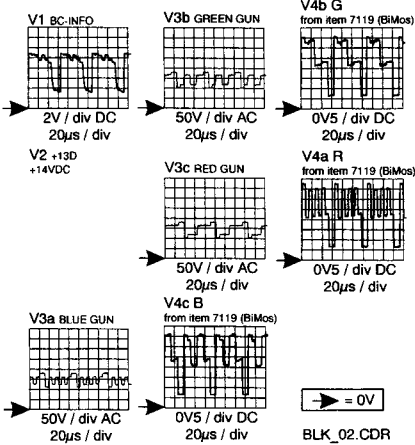 V1 BC-INFO
2V / div DC
20µs / div
V3b GREEN GUN
50V / div AC
20µs / div
V4b G
from item 7119 (BiMos)
0V5 / div DC
20µs / div
V2 +13D
+14VDC
V3c RED GUN
50V / div AC
20µs / div
V4a R
from item 7119 (BiMos)
0V5 / div DC
20µs / div
V3a BLUE GUN
50V / div AC
20µs / div
V4c B
from item 7119 (BiMos)
0V5 / div DC
20µs / div
= 0V
BLK_02.CDR